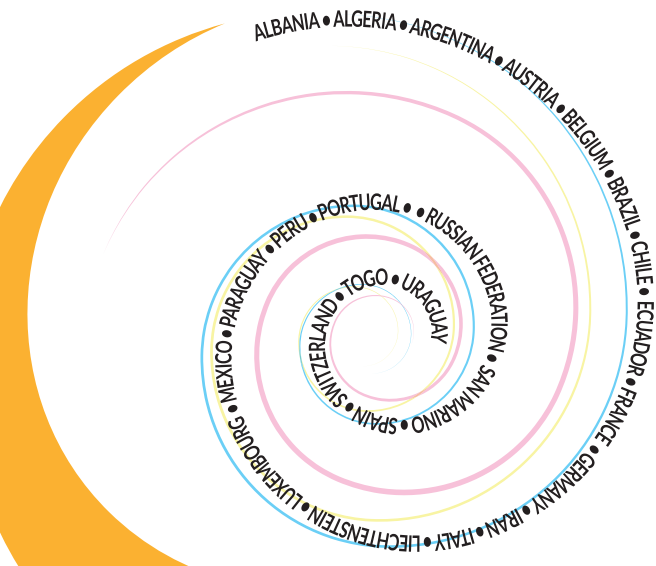 ALBANIA • ALGERIA • ARGENTINA • AUSTRIA • BELGIUM • BRAZIL • CHILE • ECUADOR • FRANCE • GERMANY • IRAN • ITALY • LIECHTENSTEIN • LUXEMBOURG • MEXICO • PARAGUAY • PERU • PORTUGAL • • RUSSIAN FEDERATION • SAN MARINO • SPAIN • SWITZERLAND • TOGO • URAGUAY